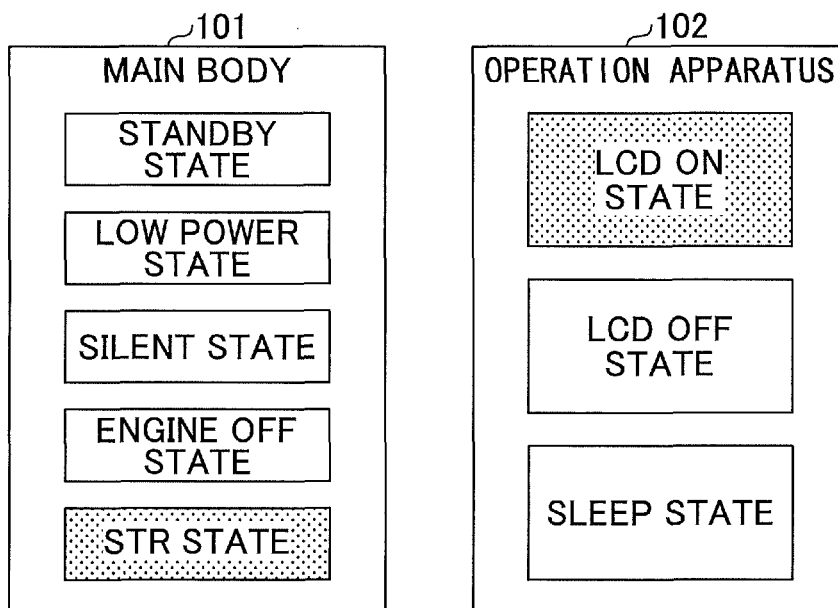 101
MAIN BODY
STANDBY
STATE
LOW POWER
STATE
SILENT STATE
ENGINE OFF
STATE
STR STATE
102
OPERATION APPARATUS
LCD ON
STATE
LCD OFF
STATE
SLEEP STATE